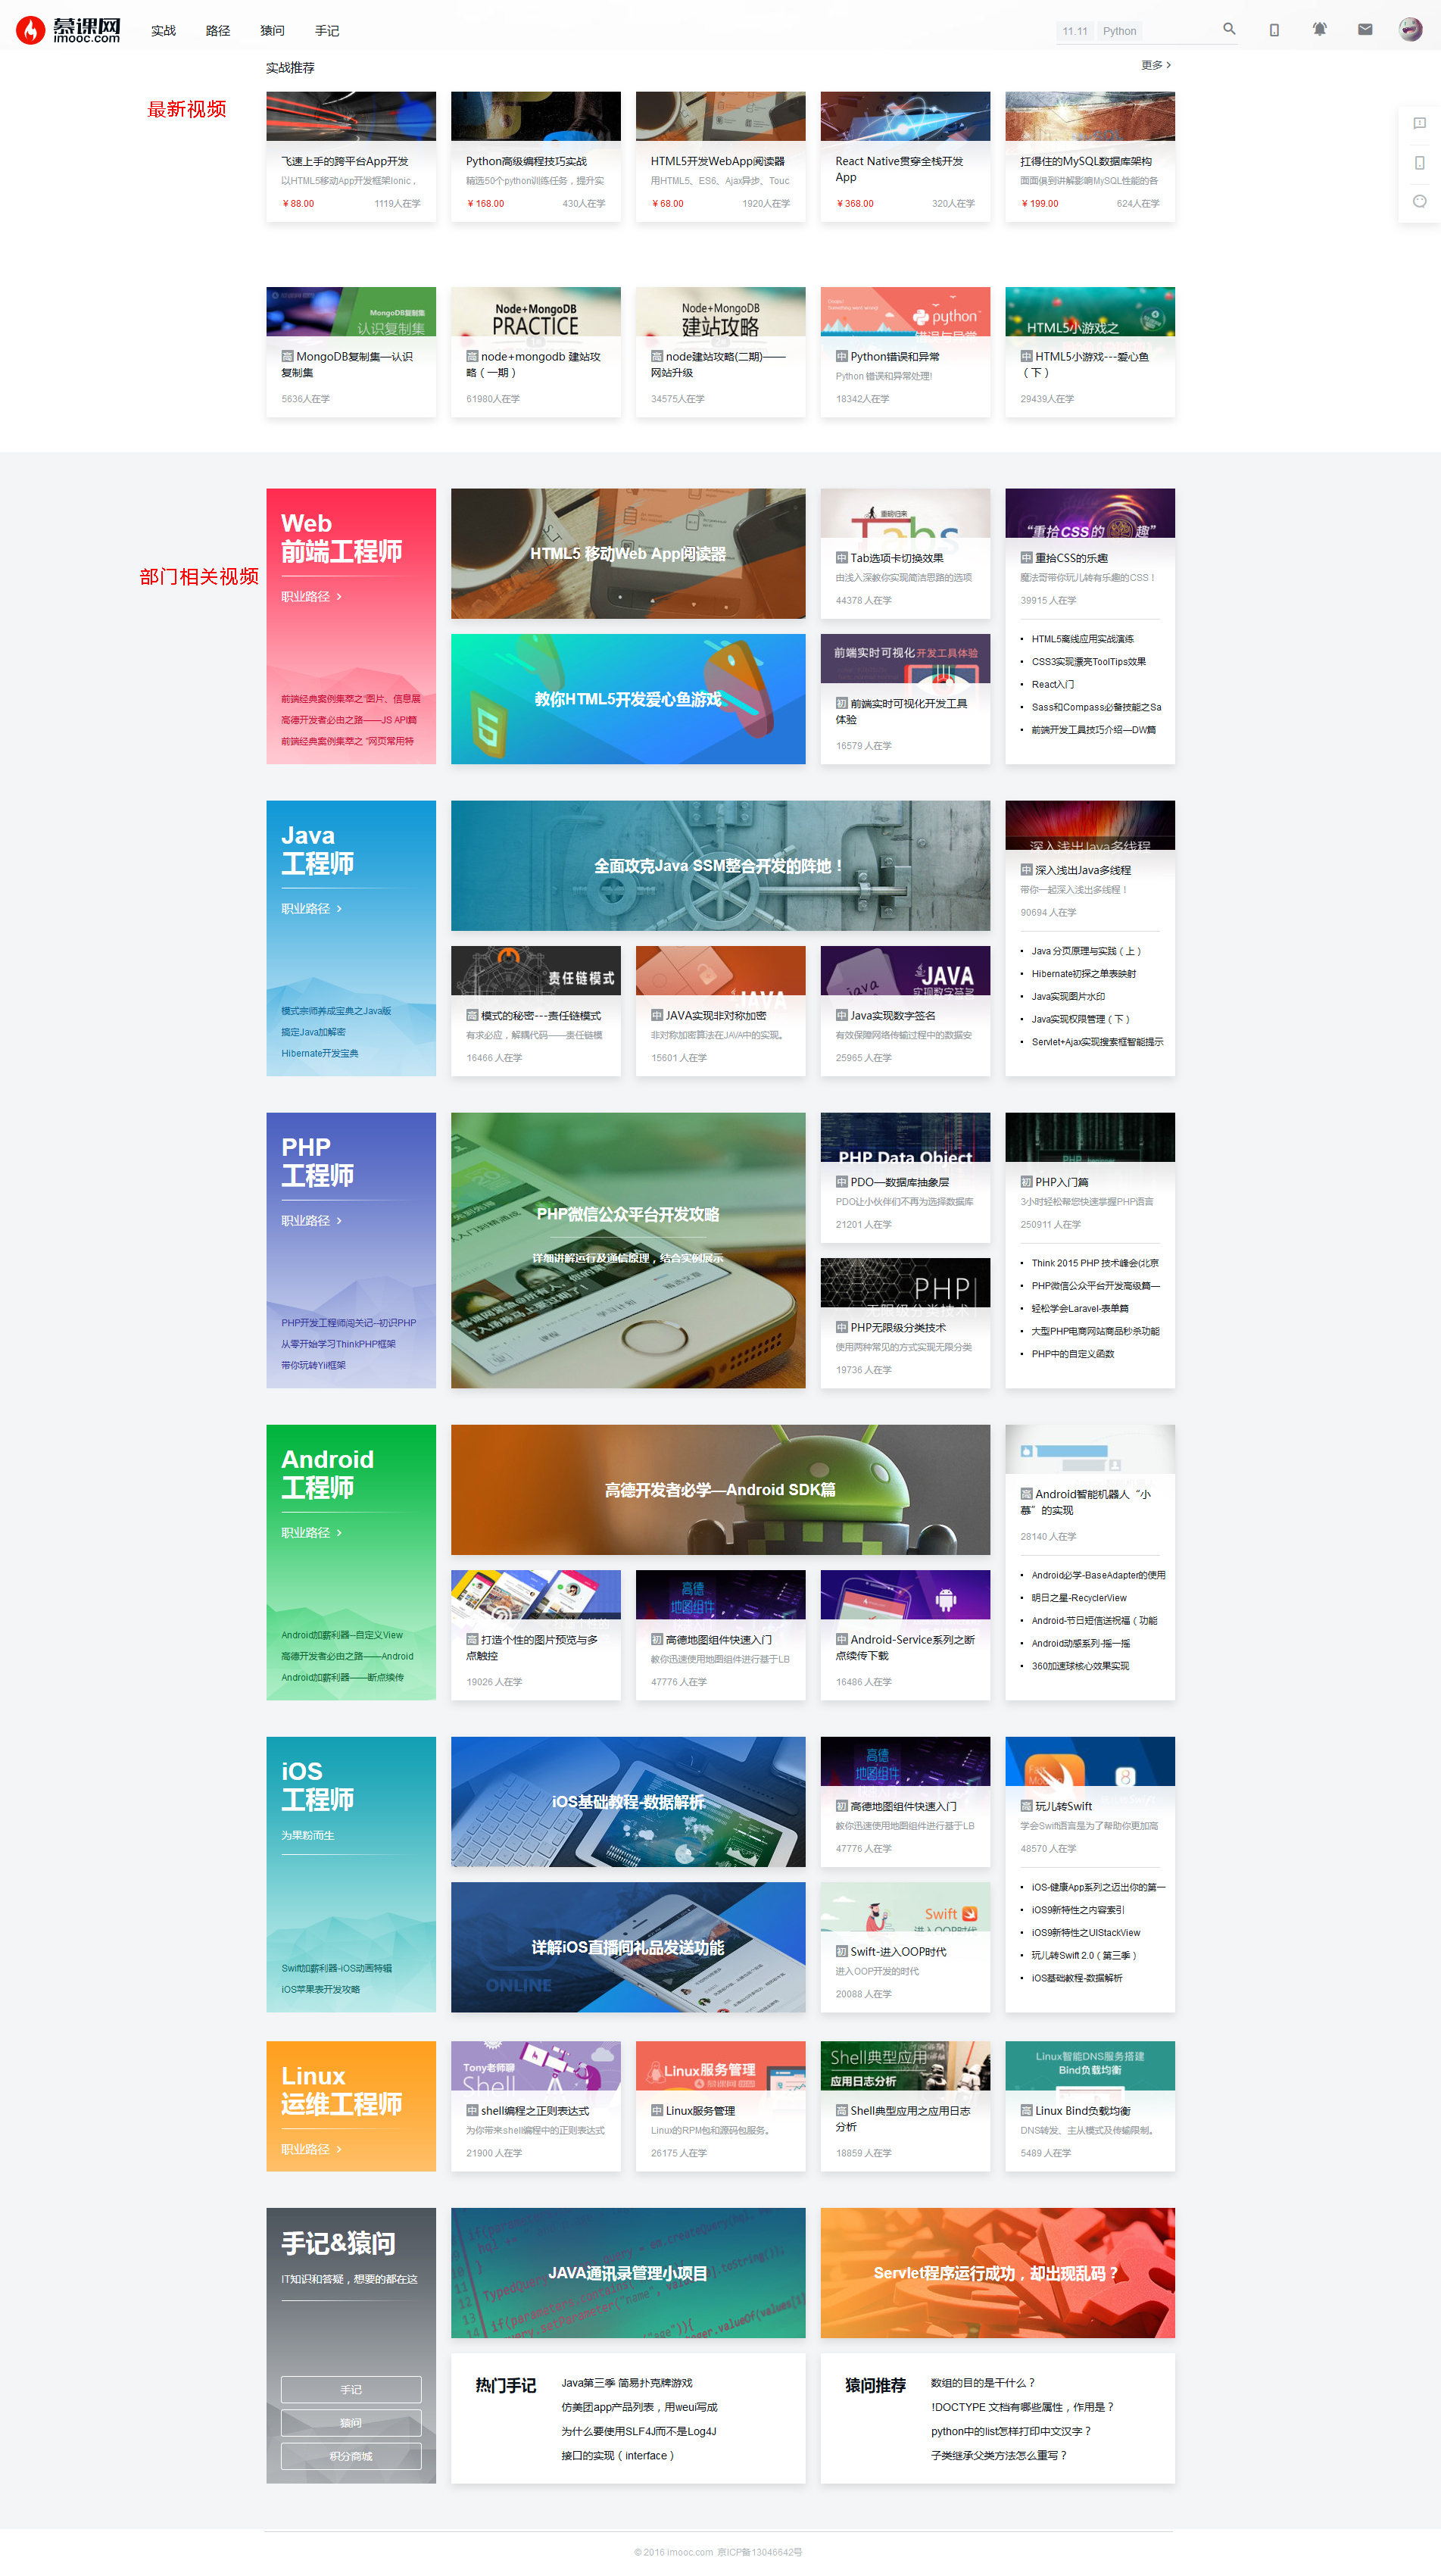 慕课网
imooc.com
实战
路径
猿问
手记
11.11
Python
实战推荐
更多
最新视频
飞速上手的跨平台App开发
以HTML5移动App开发框架Ionic，
￥88.00
1119人在学
Python高级编程技巧实战
精选50个python训练任务，提升实
￥168.00
430人在学
HTML5开发WebApp阅读器
用HTML5、ES6、Ajax异步、Touc
￥68.00
1920人在学
React Native贯穿全栈开发
App
￥368.00
320人在学
扛得住的MySQL数据库架构
面面俱到讲解影响MySQL性能的各
￥199.00
624人在学
MongoDB复制集
认识复制集
高 MongoDB复制集—认识
复制集
5636人在学
Node+MongoDB
PRACTICE
高 node+mongodb 建站攻
略（一期）
61980人在学
Node+MongoDB
建站攻略
高 node建站攻略(二期)——
网站升级
34575人在学
python
错误与异常
中 Python错误和异常
Python 错误和异常处理!
18342人在学
HTML5小游戏之
中 HTML5小游戏---爱心鱼
（下）
29439人在学
部门相关视频
Web
前端工程师
职业路径
前端经典案例集萃之“图片、信息展
高德开发者必由之路——JS API篇
前端经典案例集萃之 “网页常用特
HTML5 移动Web App阅读器
教你HTML5开发爱心鱼游戏
重磅归来
Tabs
中 Tab选项卡切换效果
由浅入深教你实现简洁思路的选项
44378 人在学
前端实时可视化开发工具体验
初 前端实时可视化开发工具
体验
16579 人在学
“重拾CSS的乐趣”
中 重拾CSS的乐趣
魔法哥带你玩儿转有乐趣的CSS！
39915 人在学
HTML5离线应用实战演练
CSS3实现漂亮ToolTips效果
React入门
Sass和Compass必备技能之Sa
前端开发工具技巧介绍—DW篇
Java
工程师
职业路径
模式宗师养成宝典之Java版
搞定Java加解密
Hibernate开发宝典
全面攻克Java SSM整合开发的阵地！
责任链模式
高 模式的秘密---责任链模式
有求必应，解耦代码——责任链模
16466 人在学
JAVA
中 JAVA实现非对称加密
非对称加密算法在JAVA中的实现。
15601 人在学
JAVA
实现数字签名
中 Java实现数字签名
有效保障网络传输过程中的数据安
25965 人在学
深入浅出Java多线程
中 深入浅出Java多线程
带你一起深入浅出多线程！
90694 人在学
Java 分页原理与实践（上）
Hibernate初探之单表映射
Java实现图片水印
Java实现权限管理（下）
Servlet+Ajax实现搜索框智能提示
PHP
工程师
职业路径
PHP开发工程师闯关记--初识PHP
从零开始学习ThinkPHP框架
带你玩转Yii框架
PHP微信公众平台开发攻略
详细讲解运行及通信原理，结合实例展示
PHP Data Object
中 PDO—数据库抽象层
PDO让小伙伴们不再为选择数据库
21201 人在学
PHP
无限级分类技术
中 PHP无限级分类技术
使用两种常见的方式实现无限分类
19736 人在学
初 PHP入门篇
3小时轻松帮您快速掌握PHP语言
250911 人在学
Think 2015 PHP 技术峰会(北京
PHP微信公众平台开发高级篇—
轻松学会Laravel-表单篇
大型PHP电商网站商品秒杀功能
PHP中的自定义函数
Android
工程师
职业路径
Android加薪利器--自定义View
高德开发者必由之路——Android
Android加薪利器——断点续传
高德开发者必学—Android SDK篇
高 打造个性的图片预览与多
点触控
19026 人在学
高德
地图组件
初 高德地图组件快速入门
教你迅速使用地图组件进行基于LB
47776 人在学
中 Android-Service系列之断
点续传下载
16486 人在学
高 Android智能机器人“小
慕”的实现
28140 人在学
Android必学-BaseAdapter的使用
明日之星-RecyclerView
Android-节日短信送祝福（功能
Android动感系列-摇一摇
360加速球核心效果实现
iOS
工程师
为果粉而生
Swift加薪利器-iOS动画特辑
iOS苹果表开发攻略
iOS基础教程-数据解析
ONLINE
详解iOS直播间礼品发送功能
高德
地图组件
初 高德地图组件快速入门
教你迅速使用地图组件进行基于LB
47776 人在学
Swift
进入OOP时代
初 Swift-进入OOP时代
进入OOP开发的时代
20088 人在学
高 玩儿转Swift
学会Swift语言是为了帮助你更加高
48570 人在学
iOS-健康App系列之迈出你的第一
iOS9新特性之内容索引
iOS9新特性之UIStackView
玩儿转Swift 2.0（第三季）
iOS基础教程-数据解析
Linux
运维工程师
职业路径
Tony老师聊
Shell
中 shell编程之正则表达式
为你带来shell编程中的正则表达式
21900 人在学
Linux服务管理
中 Linux服务管理
Linux的RPM包和源码包服务。
26175 人在学
Shell典型应用
应用日志分析
高 Shell典型应用之应用日志
分析
18859 人在学
Linux智能DNS服务搭建
Bind负载均衡
高 Linux Bind负载均衡
DNS转发、主从模式及传输限制。
5489 人在学
手记&猿问
IT知识和答疑，想要的都在这
手记
猿问
积分商城
JAVA通讯录管理小项目
Servlet程序运行成功，却出现乱码？
热门手记
Java第三季 简易扑克牌游戏
仿美团app产品列表，用weui写成
为什么要使用SLF4J而不是Log4J
接口的实现（interface）
猿问推荐
数组的目的是干什么？
!DOCTYPE 文档有哪些属性，作用是？
python中的list怎样打印中文汉字？
子类继承父类方法怎么重写？
© 2016 imooc.com 京ICP备13046642号